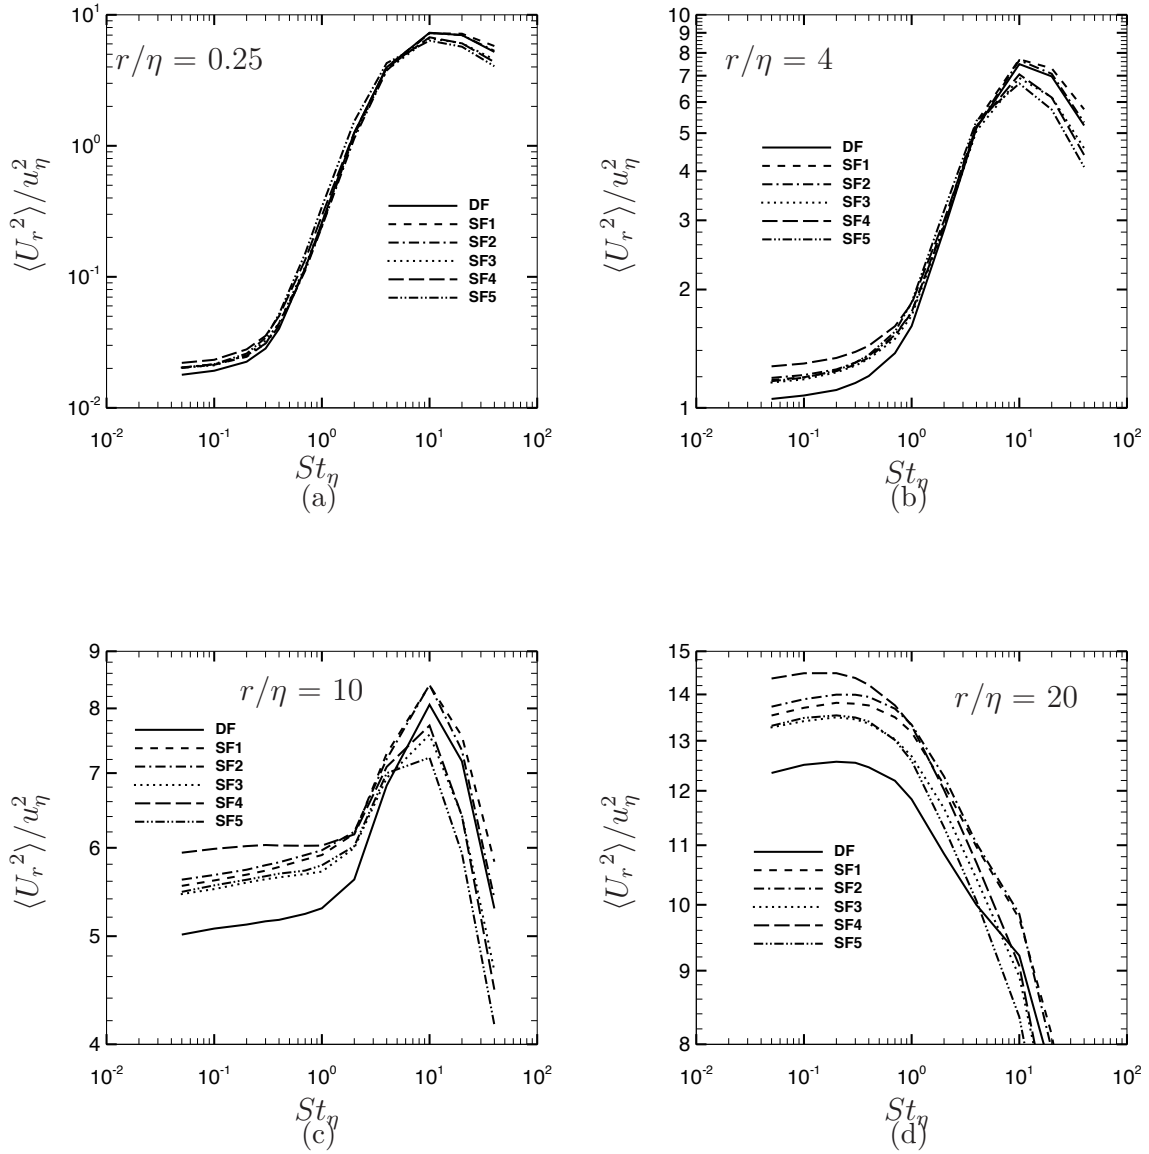 r/η = 0.25
⟨U_r^2⟩/u_η^2
10^1
10^0
10^-1
10^-2
DF
SF1
SF2
SF3
SF4
SF5
10^-2 10^-1 10^0 10^1 10^2
St_η
(a)
r/η = 4
⟨U_r^2⟩/u_η^2
10
9
8
7
6
5
4
3
2
1
DF
SF1
SF2
SF3
SF4
SF5
10^-2 10^-1 10^0 10^1 10^2
St_η
(b)
r/η = 10
⟨U_r^2⟩/u_η^2
9
8
7
6
5
4
DF
SF1
SF2
SF3
SF4
SF5
10^-2 10^-1 10^0 10^1 10^2
St_η
(c)
r/η = 20
⟨U_r^2⟩/u_η^2
15
14
13
12
11
10
9
8
DF
SF1
SF2
SF3
SF4
SF5
10^-2 10^-1 10^0 10^1 10^2
St_η
(d)